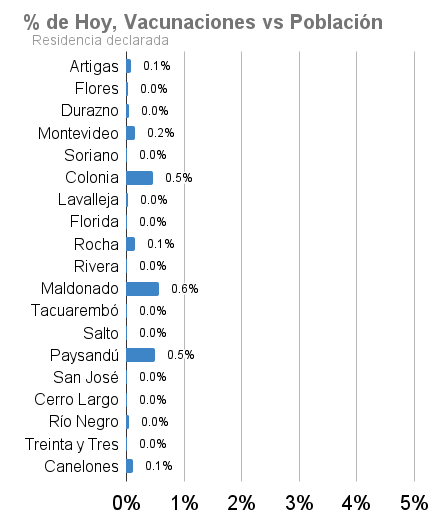 % de Hoy, Vacunaciones vs Población
Residencia declarada
Artigas 0.1%
Flores 0.0%
Durazno 0.0%
Montevideo 0.2%
Soriano 0.0%
Colonia 0.5%
Lavalleja 0.0%
Florida 0.0%
Rocha 0.1%
Rivera 0.0%
Maldonado 0.6%
Tacuarembó 0.0%
Salto 0.0%
Paysandú 0.5%
San José 0.0%
Cerro Largo 0.0%
Río Negro 0.0%
Treinta y Tres 0.0%
Canelones 0.1%
0% 1% 2% 3% 4% 5%